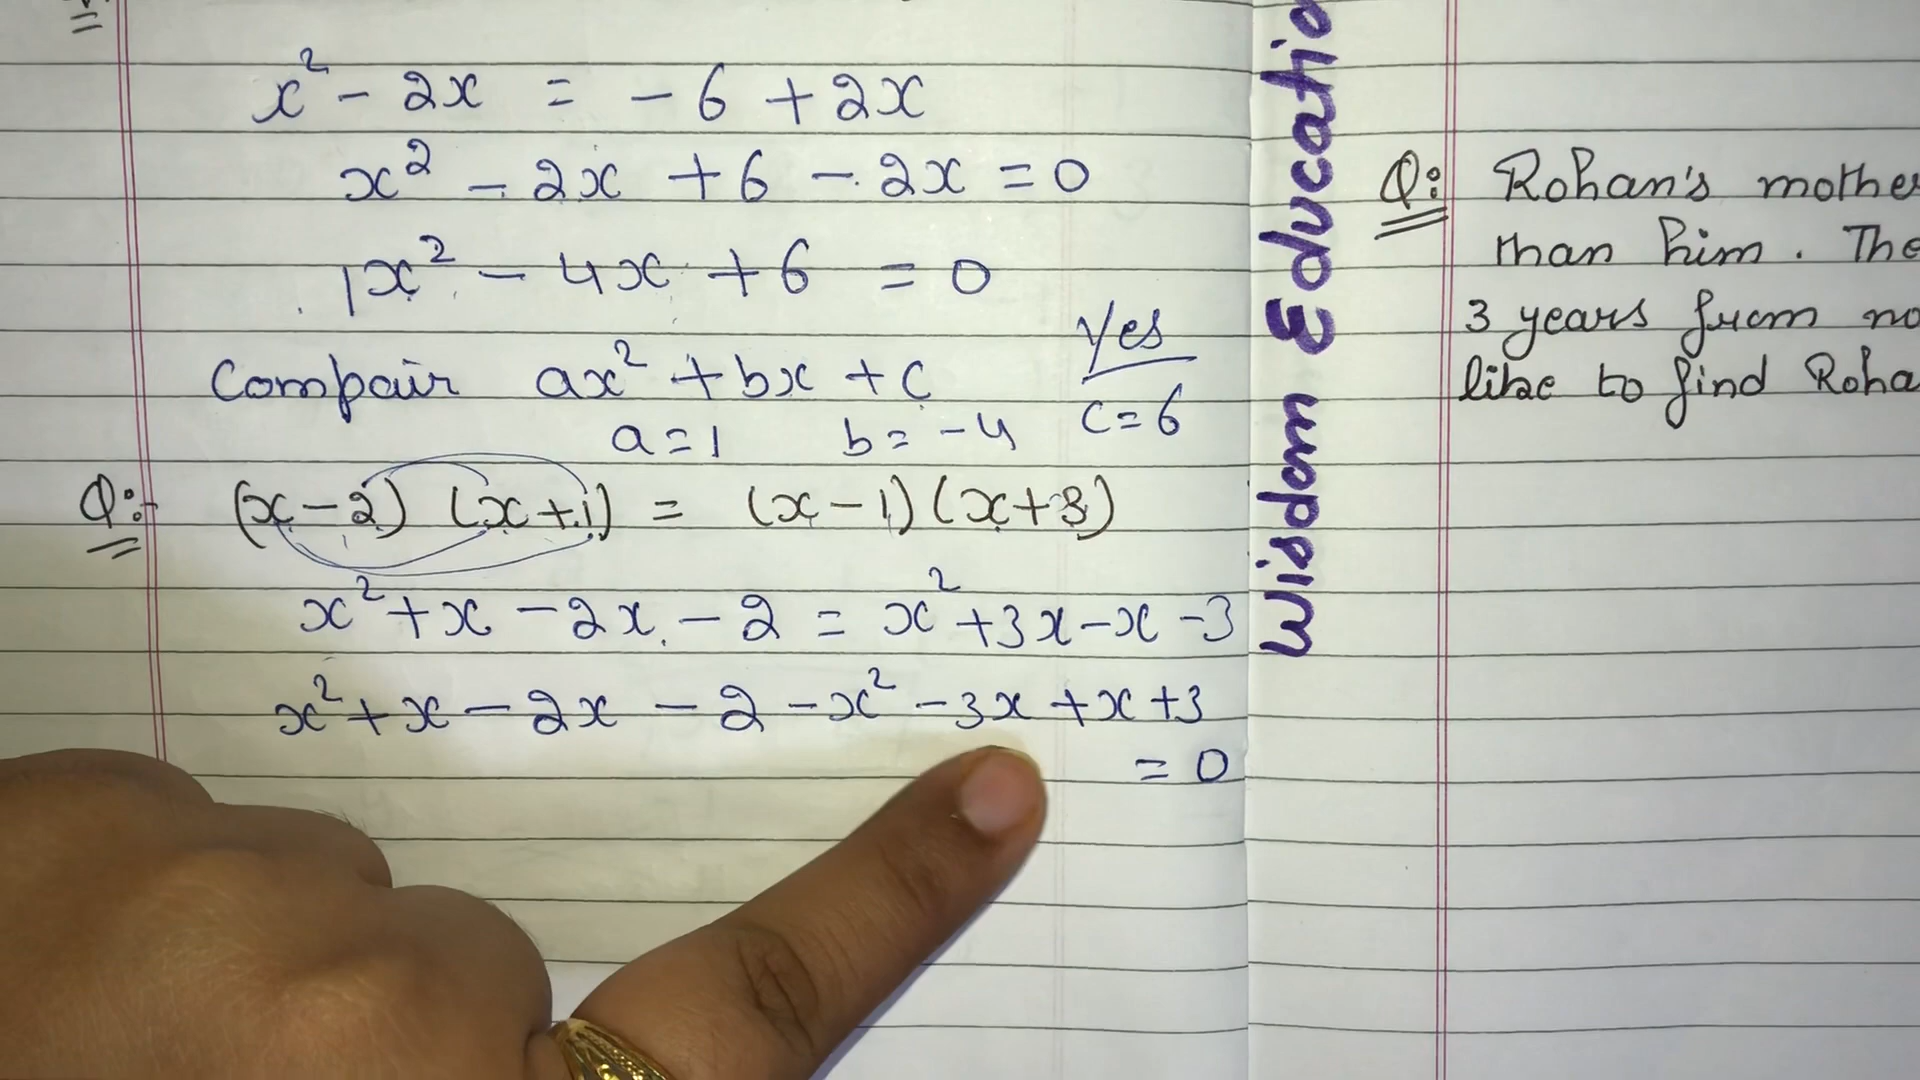 x² - 2x = - 6 + 2x
x² - 2x + 6 - 2x = 0
1x² - 4x + 6 = 0
Yes
Compair ax² + bx + c
a = 1 b = -4 c = 6
Q:- (x-2) (x+1) = (x-1) (x+3)
x² + x - 2x - 2 = x² + 3x - x - 3
x² + x - 2x - 2 - x² - 3x + x + 3
= 0
Wisdom Educatio
Q: Rohan's mothe
than him. The
3 years from no
like to find Roha